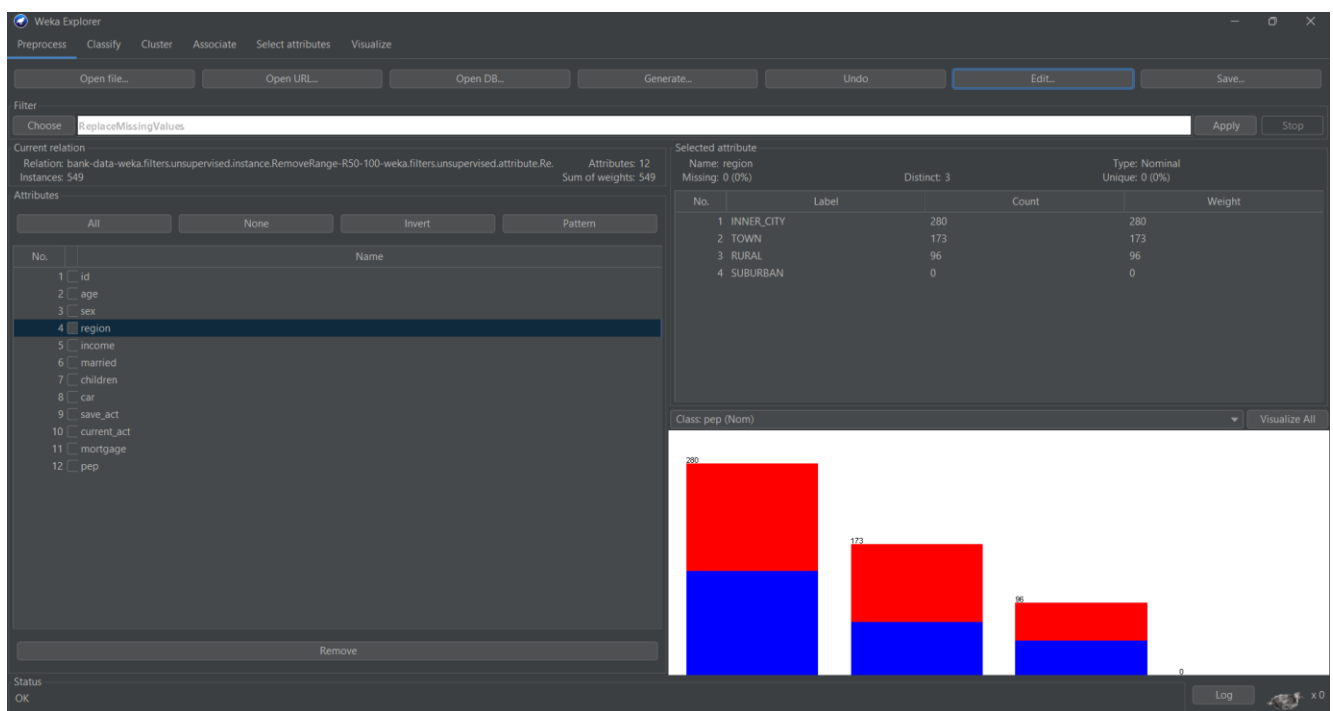 Weka Explorer
Preprocess Classify Cluster Associate Select attributes Visualize
Open file... Open URL... Open DB... Generate... Undo Edit... Save...
Filter
Choose ReplaceMissingValues Apply Stop
Current relation
Relation: bank-data-weka.filters.unsupervised.instance.RemoveRange-R50-100-weka.filters.unsupervised.attribute.Re. Attributes: 12
Instances: 549 Sum of weights: 549
Attributes
All None Invert Pattern
No. Name
1 id
2 age
3 sex
4 region
5 income
6 married
7 children
8 car
9 save_act
10 current_act
11 mortgage
12 pep
Remove
Selected attribute
Name: region Type: Nominal
Missing: 0 (0%) Distinct: 3 Unique: 0 (0%)
No. Label Count Weight
1 INNER_CITY 280 280
2 TOWN 173 173
3 RURAL 96 96
4 SUBURBAN 0 0
Class: pep (Nom) Visualize All
280
173
96
0
Status
OK Log x 0